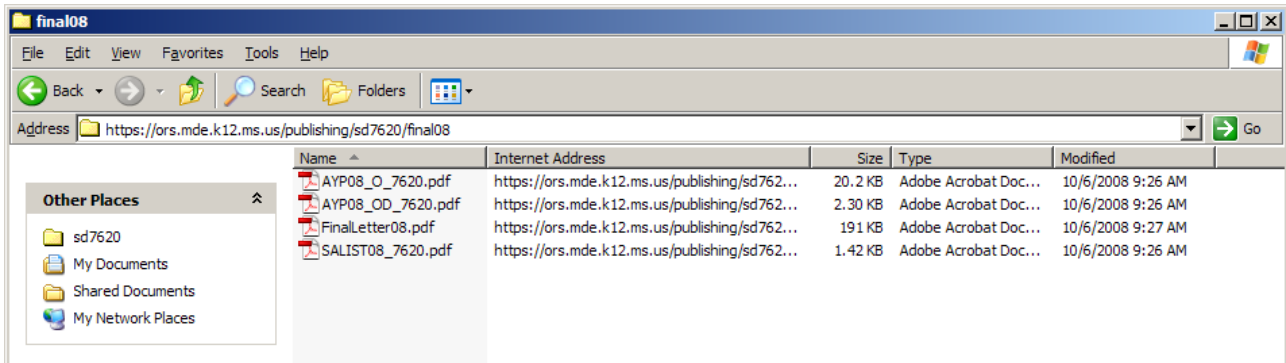 final08
File Edit View Favorites Tools Help
Back Search Folders
Address https://ors.mde.k12.ms.us/publishing/sd7620/final08 Go
Name Internet Address Size Type Modified
AYP08_O_7620.pdf https://ors.mde.k12.ms.us/publishing/sd762... 20.2 KB Adobe Acrobat Doc... 10/6/2008 9:26 AM
AYP08_OD_7620.pdf https://ors.mde.k12.ms.us/publishing/sd762... 2.30 KB Adobe Acrobat Doc... 10/6/2008 9:26 AM
FinalLetter08.pdf https://ors.mde.k12.ms.us/publishing/sd762... 191 KB Adobe Acrobat Doc... 10/6/2008 9:27 AM
SALIST08_7620.pdf https://ors.mde.k12.ms.us/publishing/sd762... 1.42 KB Adobe Acrobat Doc... 10/6/2008 9:26 AM
Other Places
sd7620
My Documents
Shared Documents
My Network Places